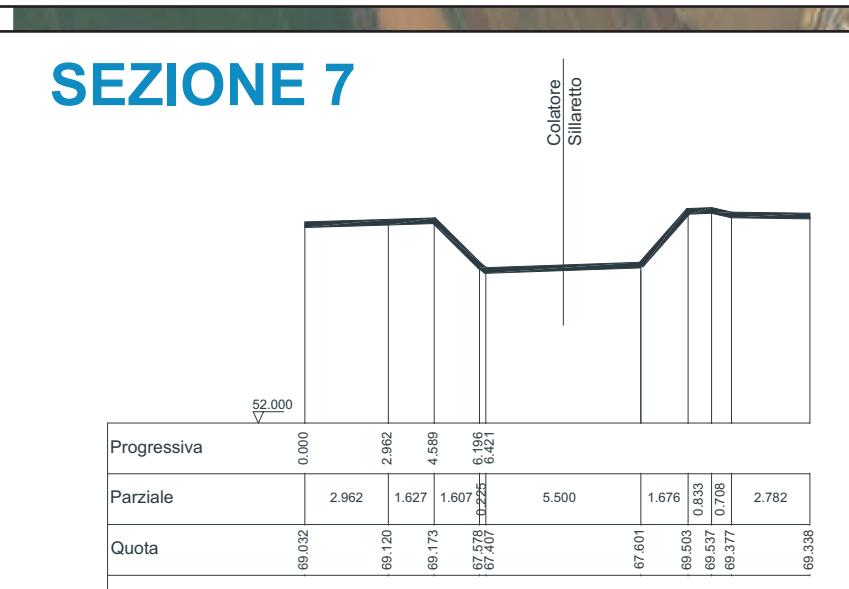 SEZIONE 7
Colatore
Sillaretto
52.000
Progressiva 0.000 2.962 4.589 6.196 6.421
Parziale 2.962 1.627 1.607 0.225 5.500 1.676 0.833 0.708 2.782
Quota 69.032 69.120 69.173 67.578 67.407 67.601 69.503 69.537 69.377 69.338